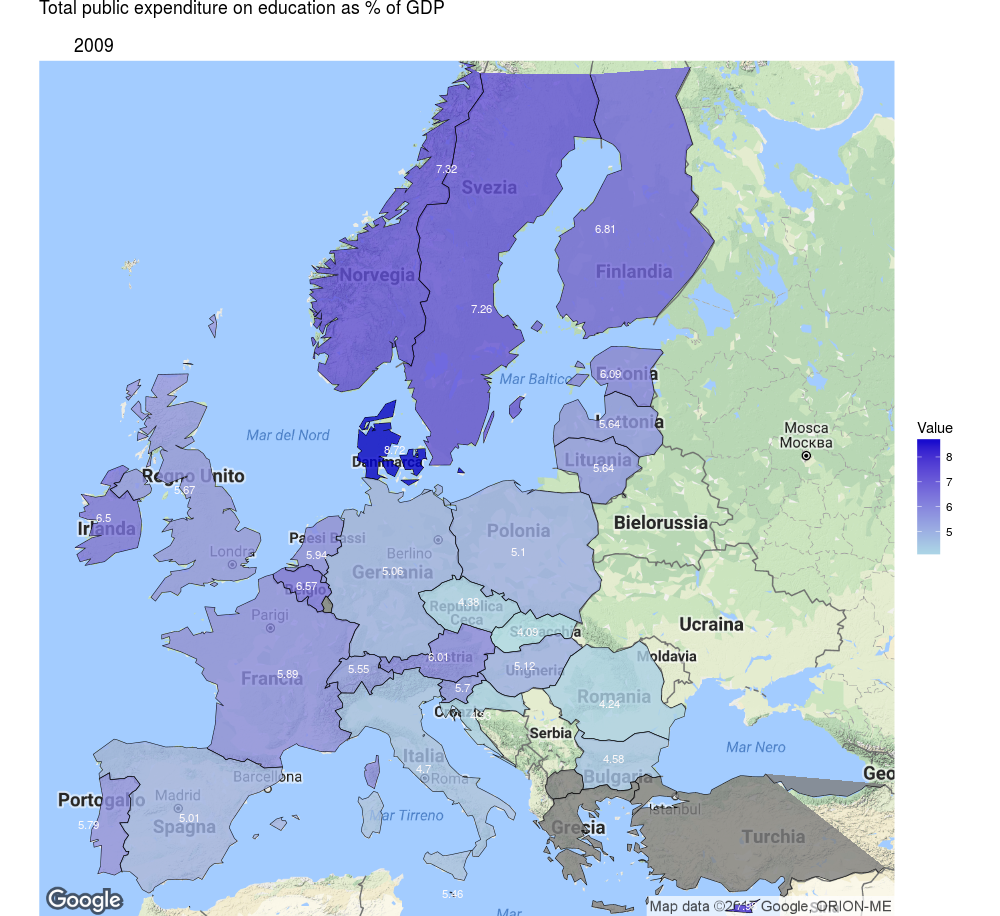 Total public expenditure on education as % of GDP
2009
7.32
Svezia
6.81
Norvegia
Finlandia
7.26
Mar Baltico
6.09
Value
8
7
6
5
5.64
Mar del Nord
8.72
Danimarca
Mosca
Москва
Lituania
5.64
Regno Unito
5.67
6.5
Irlanda
Bielorussia
Paesi Bassi
5.94
Londra
Berlino
Polonia
5.1
Germania
5.06
6.57
Belgio
Parigi
4.38
Repubblica
Ceca
4.09
Ucraina
6.01
Moldavia
5.55
5.12
Ungheria
Francia
5.89
5.7
Romania
4.24
Serbia
Mar Nero
Italia
4.7
Roma
4.58
Bulgaria
Geo
Barcellona
Madrid
Portogallo
5.79
5.01
Spagna
Mar Tirreno
Istanbul
Grecia
Turchia
5.46
Google
Mar
Map data Google, ORION-ME